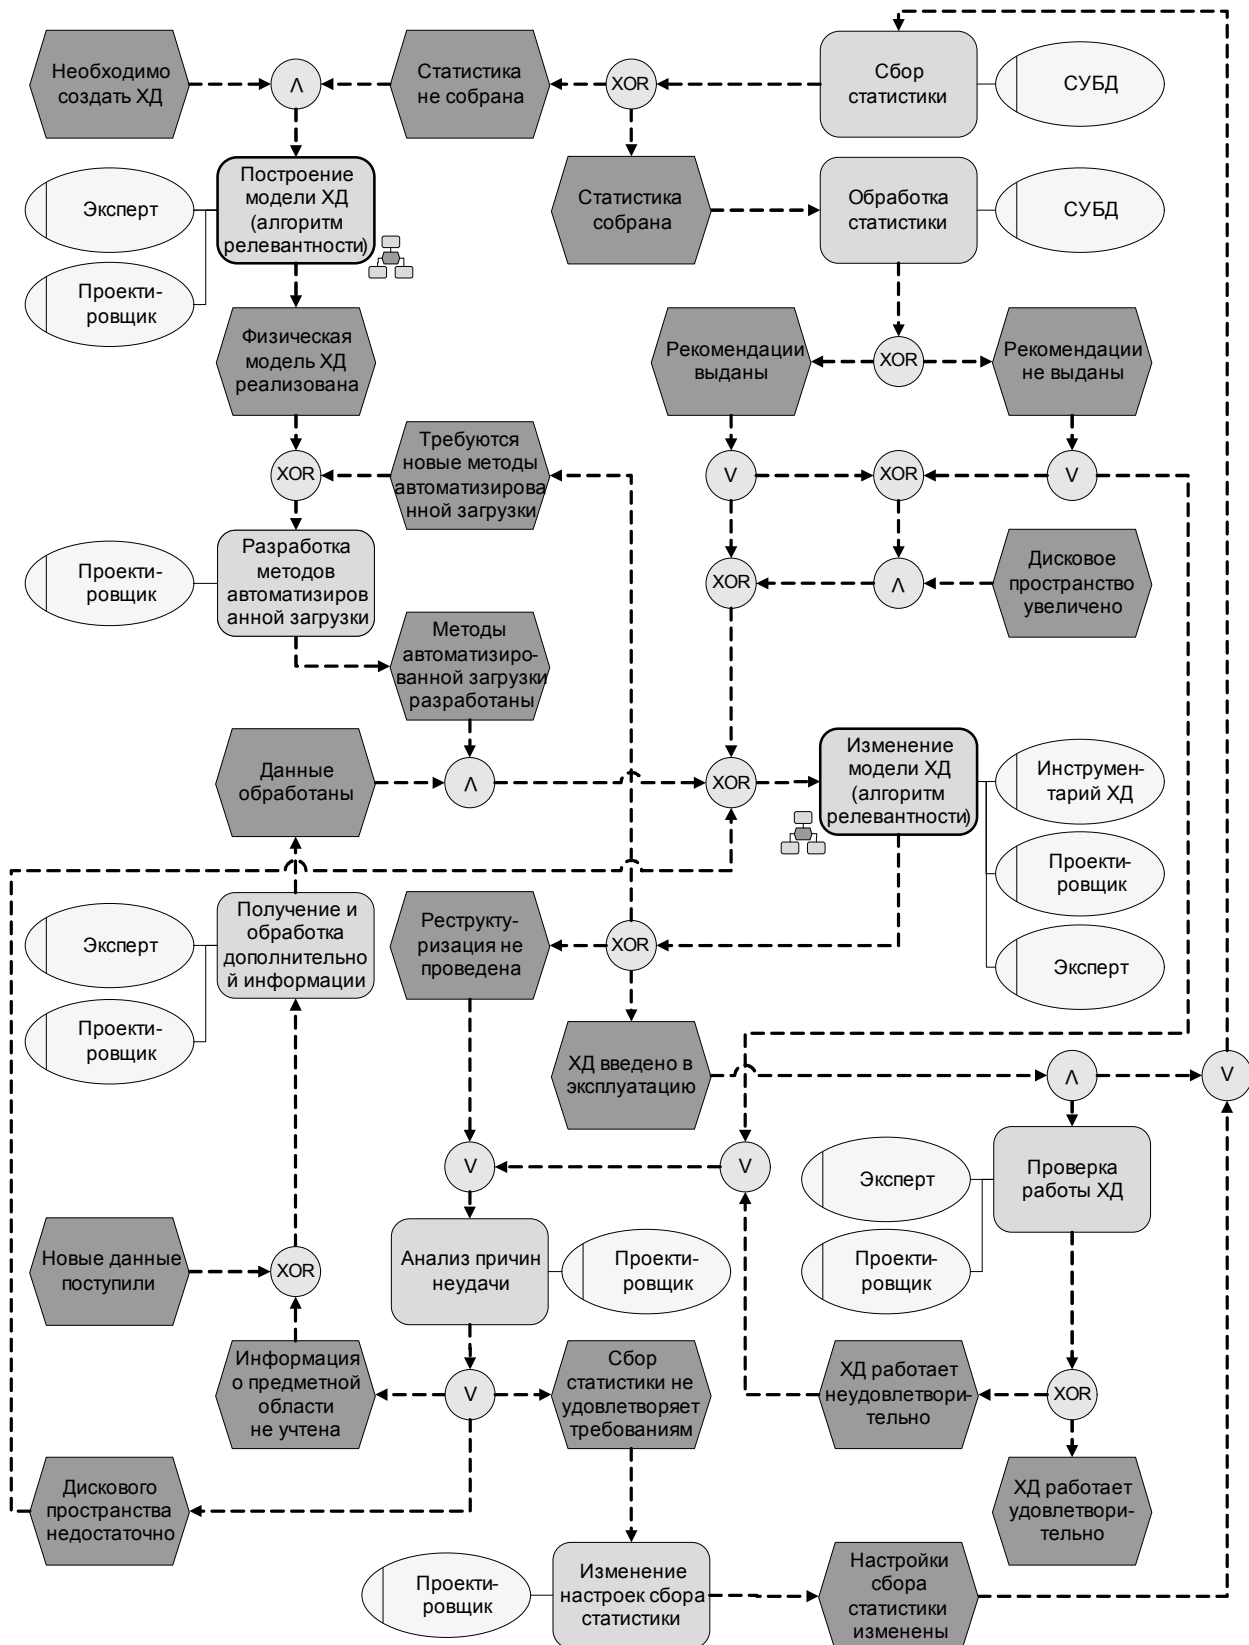 Необходимо
создать ХД
Λ
Статистика
не собрана
XOR
Сбор
статистики
СУБД
Эксперт
Построение
модели ХД
(алгоритм
релевантности)
Статистика
собрана
Обработка
статистики
СУБД
Проекти-
ровщик
Физическая
модель ХД
реализована
Рекомендации
выданы
XOR
Рекомендации
не выданы
XOR
Требуются
новые методы
автоматизирова
нной загрузки
V
XOR
V
Проекти-
ровщик
Разработка
методов
автоматизиров
анной загрузки
XOR
Λ
Дисковое
пространство
увеличено
Методы
автоматизиро-
ванной загрузки
разработаны
Данные
обработаны
Λ
XOR
Изменение
модели ХД
(алгоритм
релевантности)
Инструмен-
тарий ХД
Проекти-
ровщик
Эксперт
Эксперт
Получение и
обработка
дополнительно
й информации
Реструкту-
ризация не
проведена
XOR
Проекти-
ровщик
ХД введено в
эксплуатацию
Λ
V
V
V
Эксперт
Проверка
работы ХД
Новые данные
поступили
XOR
Анализ причин
неудачи
Проекти-
ровщик
Проекти-
ровщик
Информация
о предметной
области
не учтена
V
Сбор
статистики не
удовлетворяет
требованиям
ХД работает
неудовлетвори-
тельно
XOR
Дискового
пространства
недостаточно
ХД работает
удовлетвори-
тельно
Проекти-
ровщик
Изменение
настроек сбора
статистики
Настройки
сбора
статистики
изменены